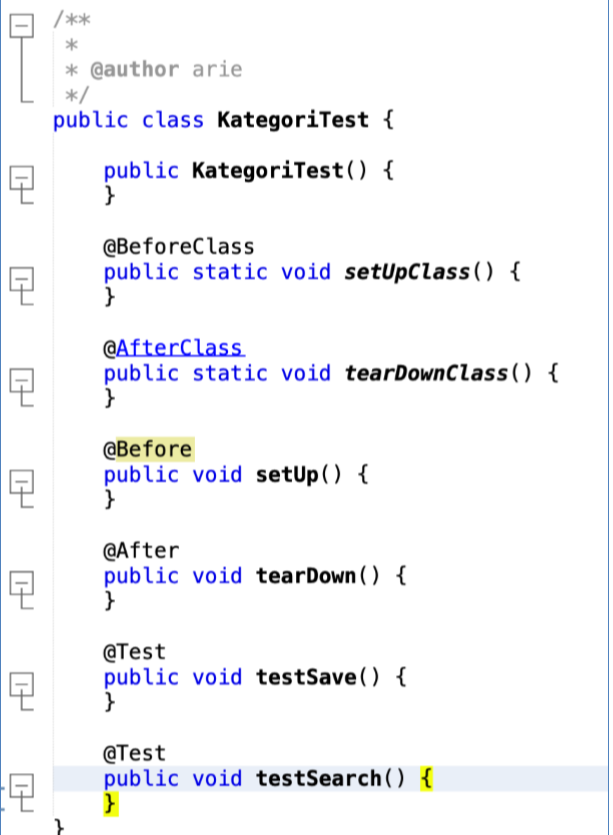 /**
 *
 * @author arie
 */
public class KategoriTest {

    public KategoriTest() {
    }

    @BeforeClass
    public static void setUpClass() {
    }

    @AfterClass
    public static void tearDownClass() {
    }

    @Before
    public void setUp() {
    }

    @After
    public void tearDown() {
    }

    @Test
    public void testSave() {
    }

    @Test
    public void testSearch() {
    }
}